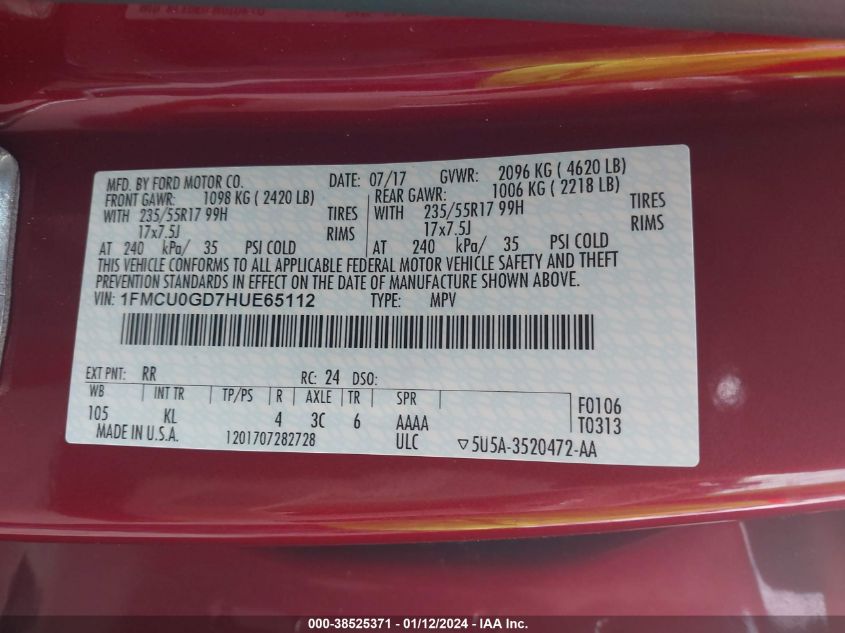 MFD. BY FORD MOTOR CO. DATE: 07/17 GVWR: 2096 KG ( 4620 LB)
FRONT GAWR: 1098 KG ( 2420 LB) REAR GAWR: 1006 KG ( 2218 LB)
WITH 235/55R17 99H TIRES WITH 235/55R17 99H TIRES
17x7.5J RIMS 17x7.5J RIMS
AT 240 kPa/ 35 PSI COLD AT 240 kPa/ 35 PSI COLD
THIS VEHICLE CONFORMS TO ALL APPLICABLE FEDERAL MOTOR VEHICLE SAFETY AND THEFT
PREVENTION STANDARDS IN EFFECT ON THE DATE OF MANUFACTURE SHOWN ABOVE.
VIN: 1FMCU0GD7HUE65112 TYPE: MPV
EXT PNT: RR RC: 24 DSO:
WB INT TR TP/PS R AXLE TR SPR
105 KL 4 3C 6 AAAA F0106
MADE IN U.S.A. 1201707282728 ULC T0313
▽5U5A-3520472-AA
000-38525371 - 01/12/2024 - IAA Inc.